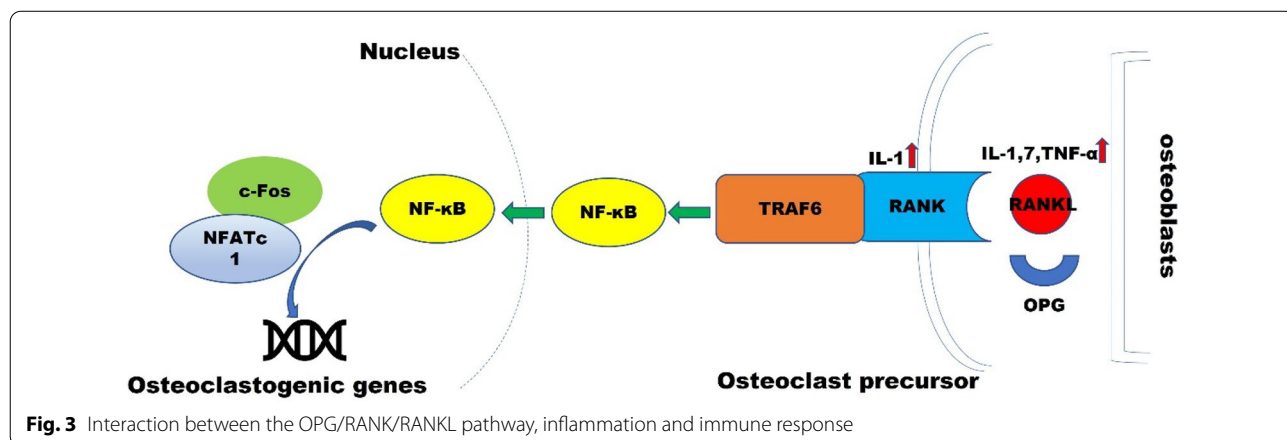 Nucleus
c-Fos
NFATc
1
NF-κB
NF-κB
TRAF6
RANK
IL-1
IL-1,7,TNF-α
RANKL
OPG
osteoblasts
Osteoclastogenic genes
Osteoclast precursor
Fig. 3 Interaction between the OPG/RANK/RANKL pathway, inflammation and immune response